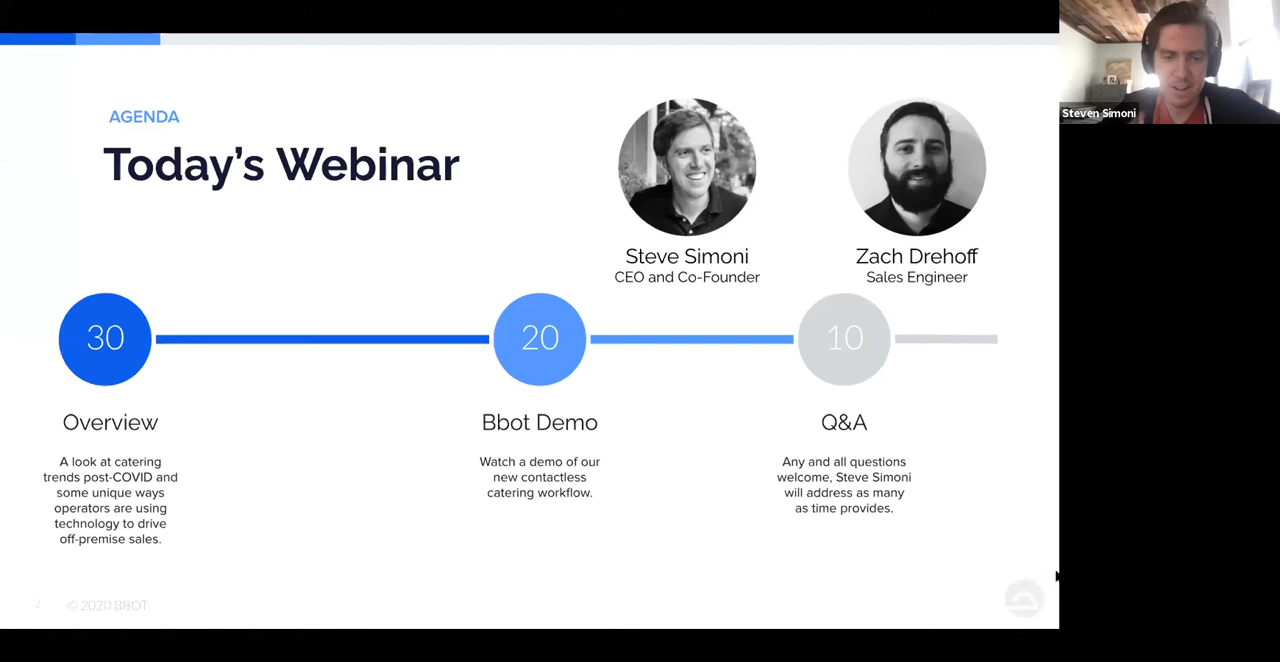 AGENDA
Today's Webinar
Steve Simoni
CEO and Co-Founder
Zach Drehoff
Sales Engineer
Steven Simoni
30
20
10
Overview
A look at catering
trends post-COVID and
some unique ways
operators are using
technology to drive
off-premise sales.
Bbot Demo
Watch a demo of our
new contactless
catering workflow.
Q&A
Any and all questions
welcome, Steve Simoni
will address as many
as time provides.
2
© 2020 BBOT